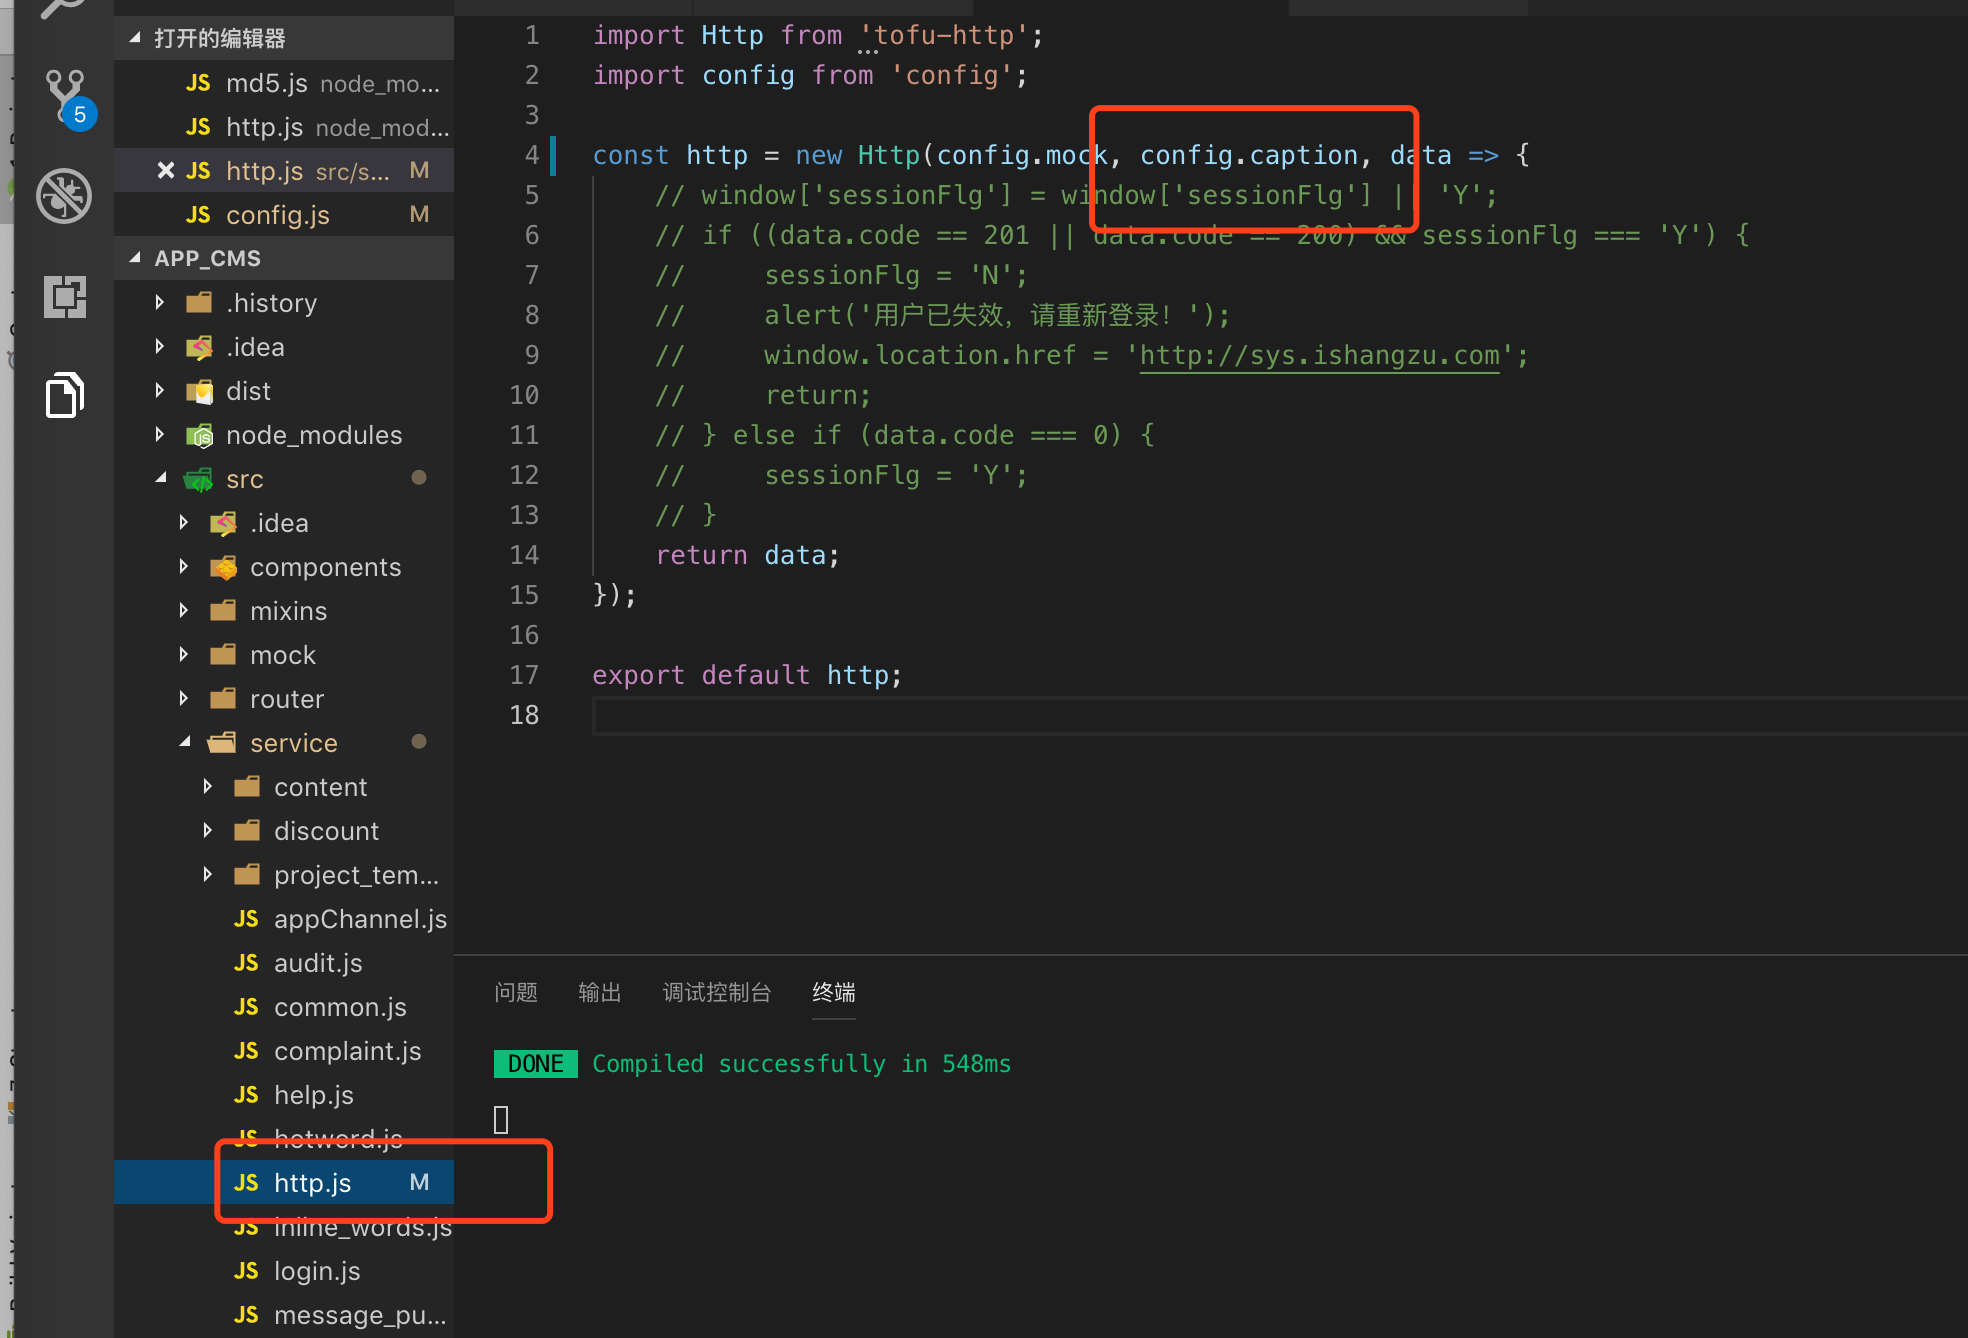 打开的编辑器
JS md5.js node_mo...
JS http.js node_mod...
JS http.js src/s... M
JS config.js M
5
APP_CMS
.history
.idea
dist
node_modules
src
.idea
components
mixins
mock
router
service
content
discount
project_tem...
JS appChannel.js
JS audit.js
JS common.js
JS complaint.js
JS help.js
JS hotword.js
JS http.js M
JS inline_words.js
JS login.js
JS message_pu...
1 import Http from 'tofu-http';
2 import config from 'config';
3
4 const http = new Http(config.mock, config.caption, data => {
5 // window['sessionFlg'] = window['sessionFlg'] || 'Y';
6 // if ((data.code == 201 || data.code == 200) && sessionFlg === 'Y') {
7 // sessionFlg = 'N';
8 // alert('用户已失效，请重新登录！');
9 // window.location.href = 'http://sys.ishangzu.com';
10 // return;
11 // } else if (data.code === 0) {
12 // sessionFlg = 'Y';
13 // }
14 return data;
15 });
16
17 export default http;
18
问题 输出 调试控制台 终端
DONE Compiled successfully in 548ms